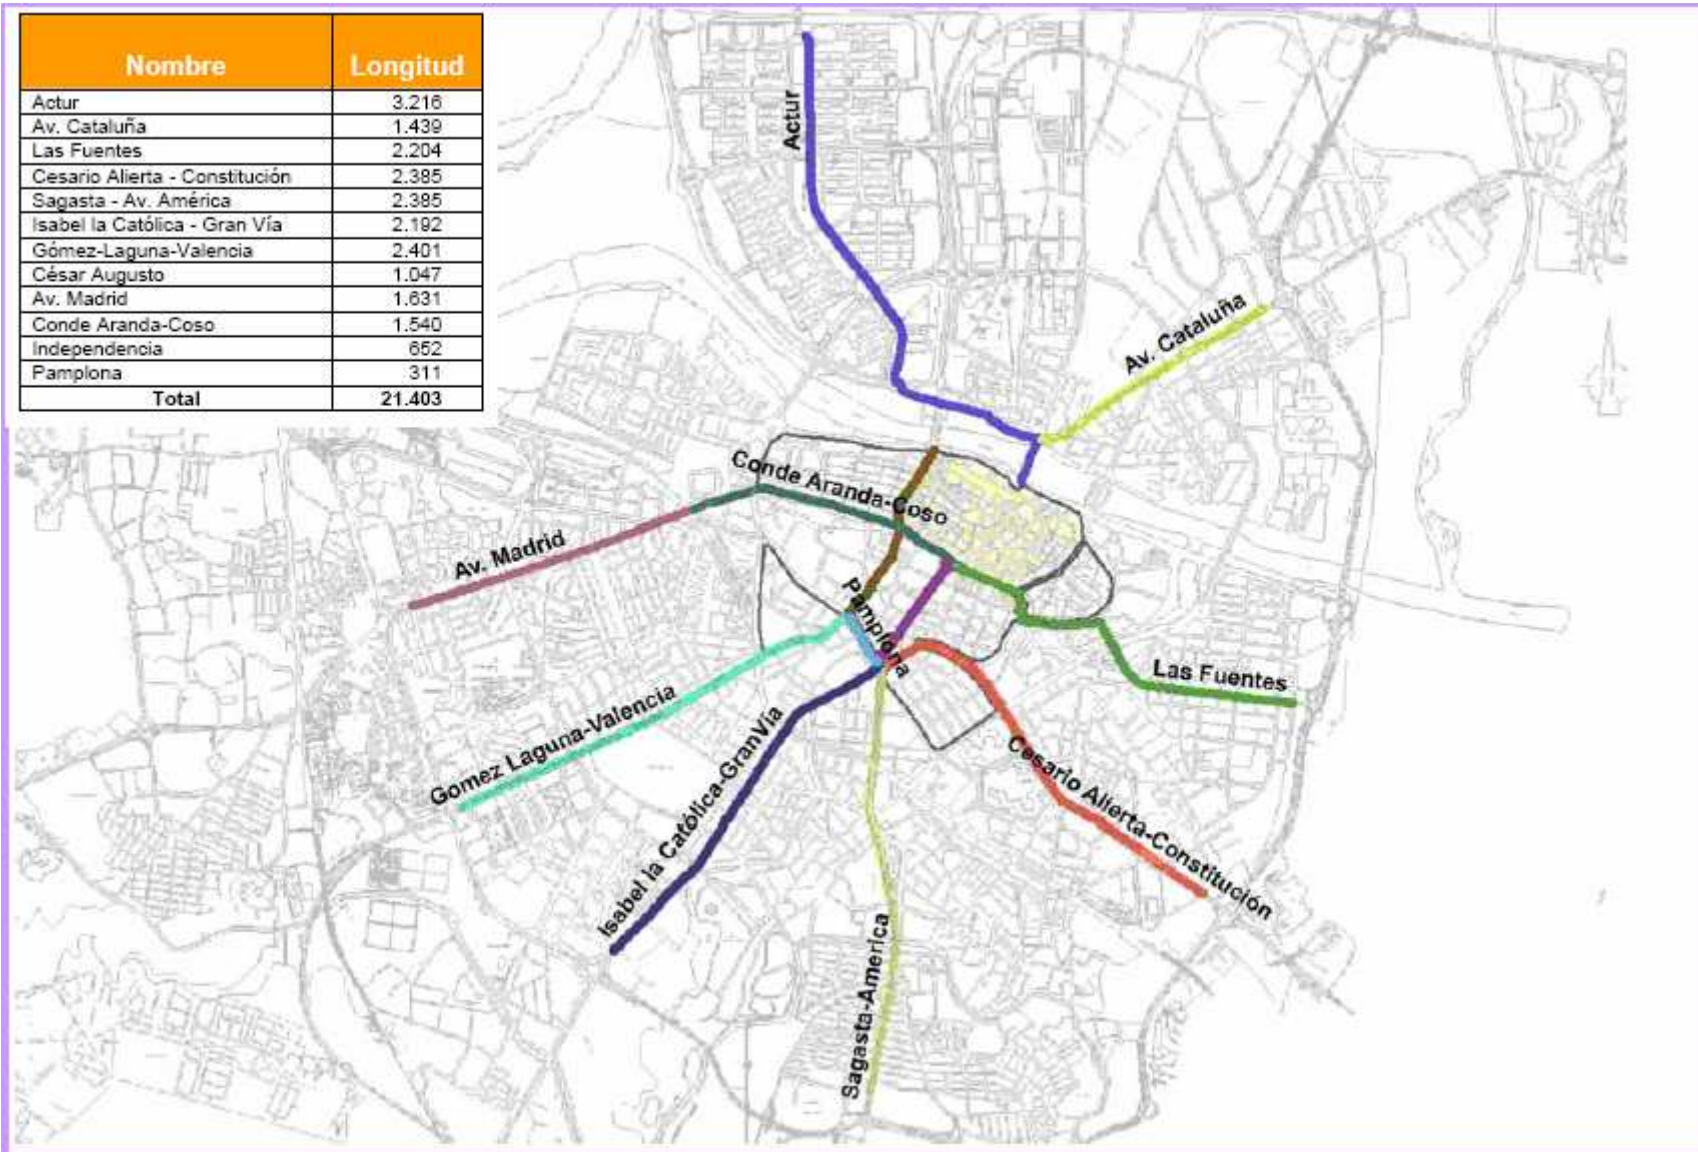 Nombre Longitud
Actur 3.216
Av. Cataluña 1.439
Las Fuentes 2.204
Cesario Alierta - Constitución 2.385
Sagasta - Av. América 2.385
Isabel la Católica - Gran Vía 2.192
Gómez-Laguna-Valencia 2.401
César Augusto 1.047
Av. Madrid 1.631
Conde Aranda-Coso 1.540
Independencia 652
Pamplona 311
Total 21.403
Actur
Av. Cataluña
Conde Aranda-Coso
Av. Madrid
Pamplona
Las Fuentes
Gomez Laguna-Valencia
Isabel la Católica-GranVía
Cesario Alierta-Constitución
Sagasta-America